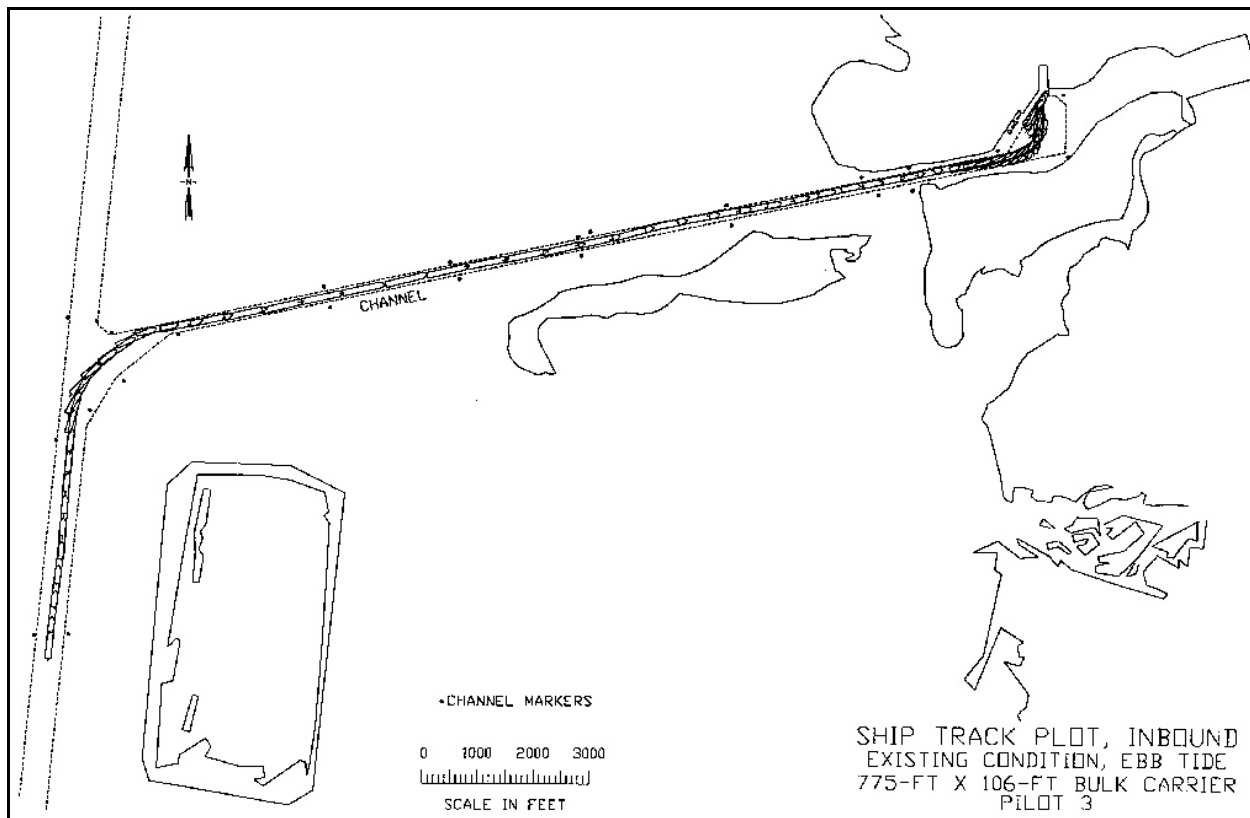 N
CHANNEL
•CHANNEL MARKERS
0 1000 2000 3000
SCALE IN FEET
SHIP TRACK PLOT, INBOUND
EXISTING CONDITION, EBB TIDE
775-FT X 106-FT BULK CARRIER
PILOT 3